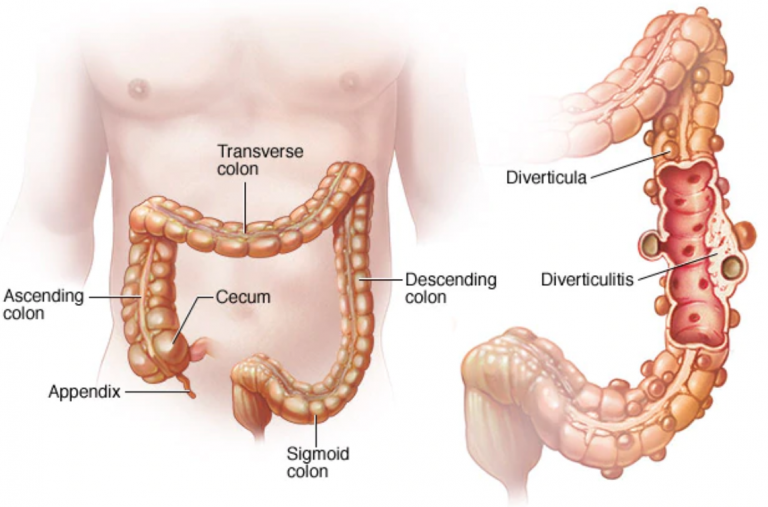 Transverse
colon
Ascending
colon
Cecum
Descending
colon
Appendix
Sigmoid
colon
Diverticula
Diverticulitis